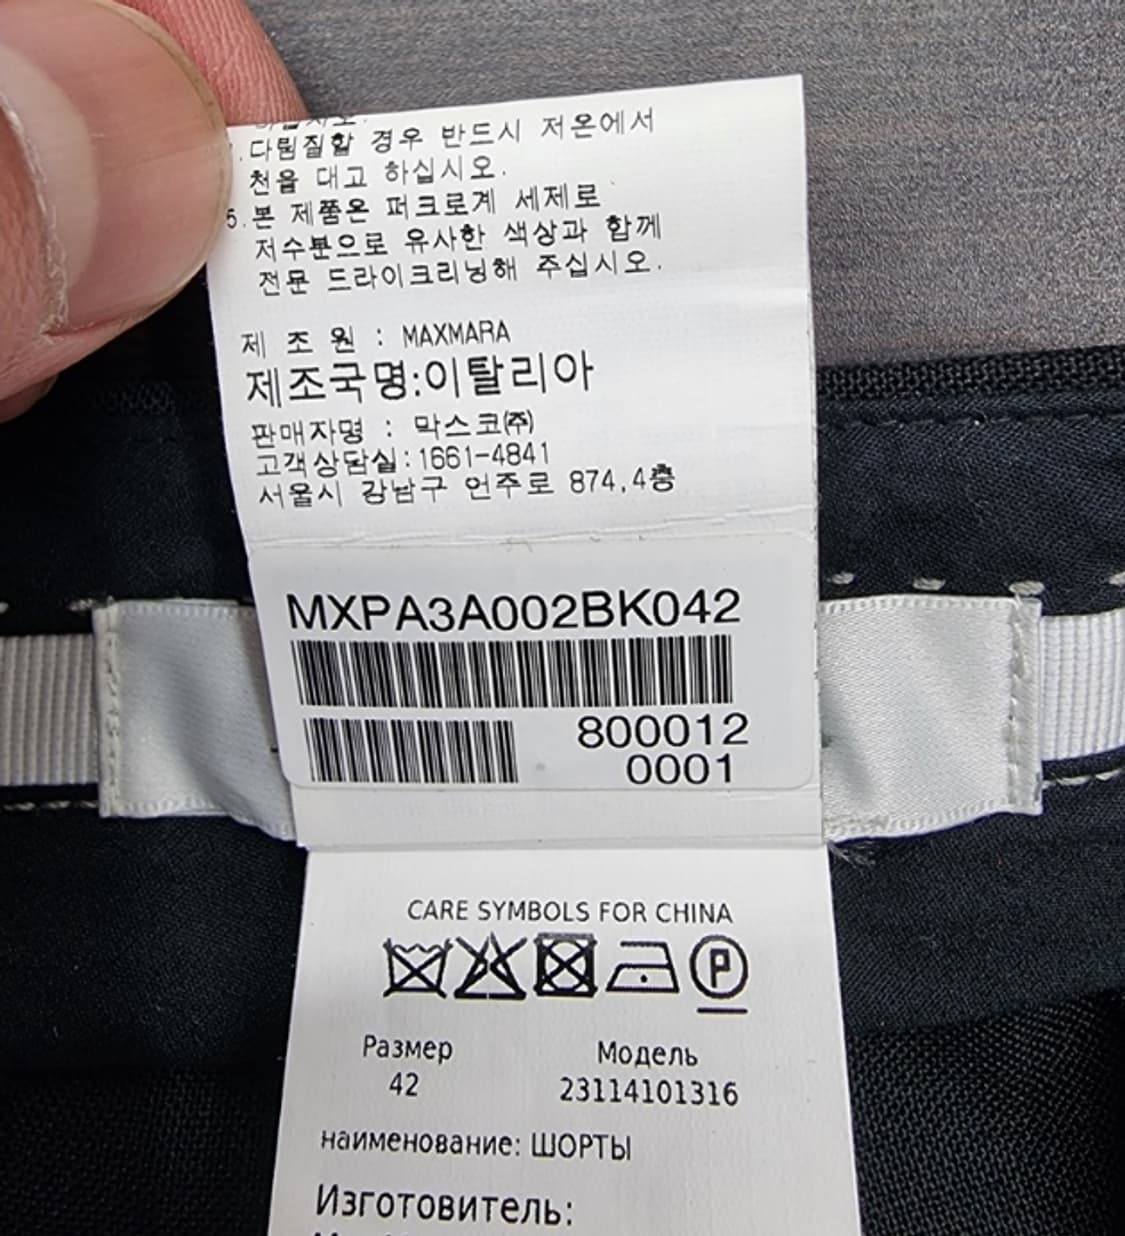 .다림질할 경우 반드시 저온에서
천을 대고 하십시오.
5.본 제품은 퍼크로계 세제로
저수분으로 유사한 색상과 함께
전문 드라이크리닝해 주십시오.
제 조 원 : MAXMARA
제조국명:이탈리아
판매자명 : 막스코(주)
고객상담실:1661-4841
서울시 강남구 언주로 874,4층
MXPA3A002BK042
800012
0001
CARE SYMBOLS FOR CHINA
P
Размер Модель
42 23114101316
наименование: ШОРТЫ
Изготовитель: